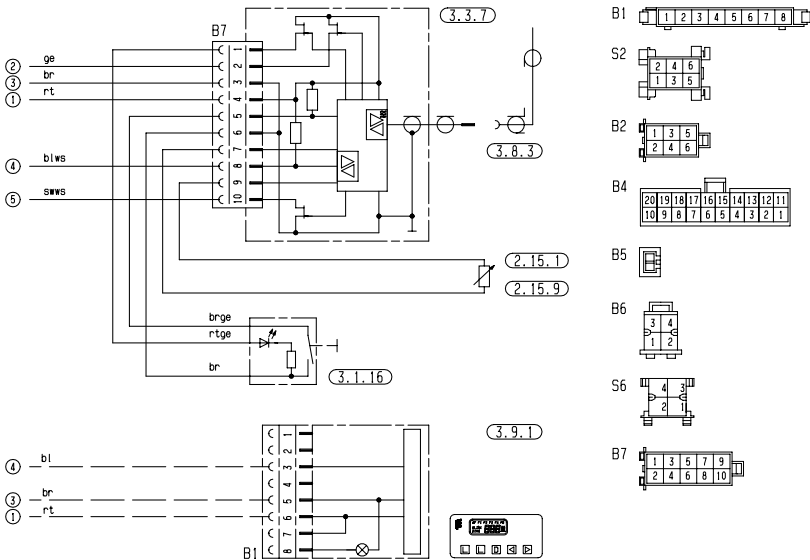 B7
3.3.7
1
2
3
4
5
6
7
8
9
10
2 ge
3 br
1 rt
4 blws
5 swws
3.8.3
2.15.1
2.15.9
brge
rtge
br
3.1.16
3.9.1
1
2
3
4
5
6
7
8
4 bl
3 br
1 rt
B1
B1
1 2 3 4 5 6 7 8
S2
2 4 6
1 3 5
B2
1 3 5
2 4 6
B4
20 19 18 17 16 15 14 13 12 11
10 9 8 7 6 5 4 3 2 1
B5
B6
3 4
1 2
S6
4 3
2 1
B7
1 3 5 7 9
2 4 6 8 10